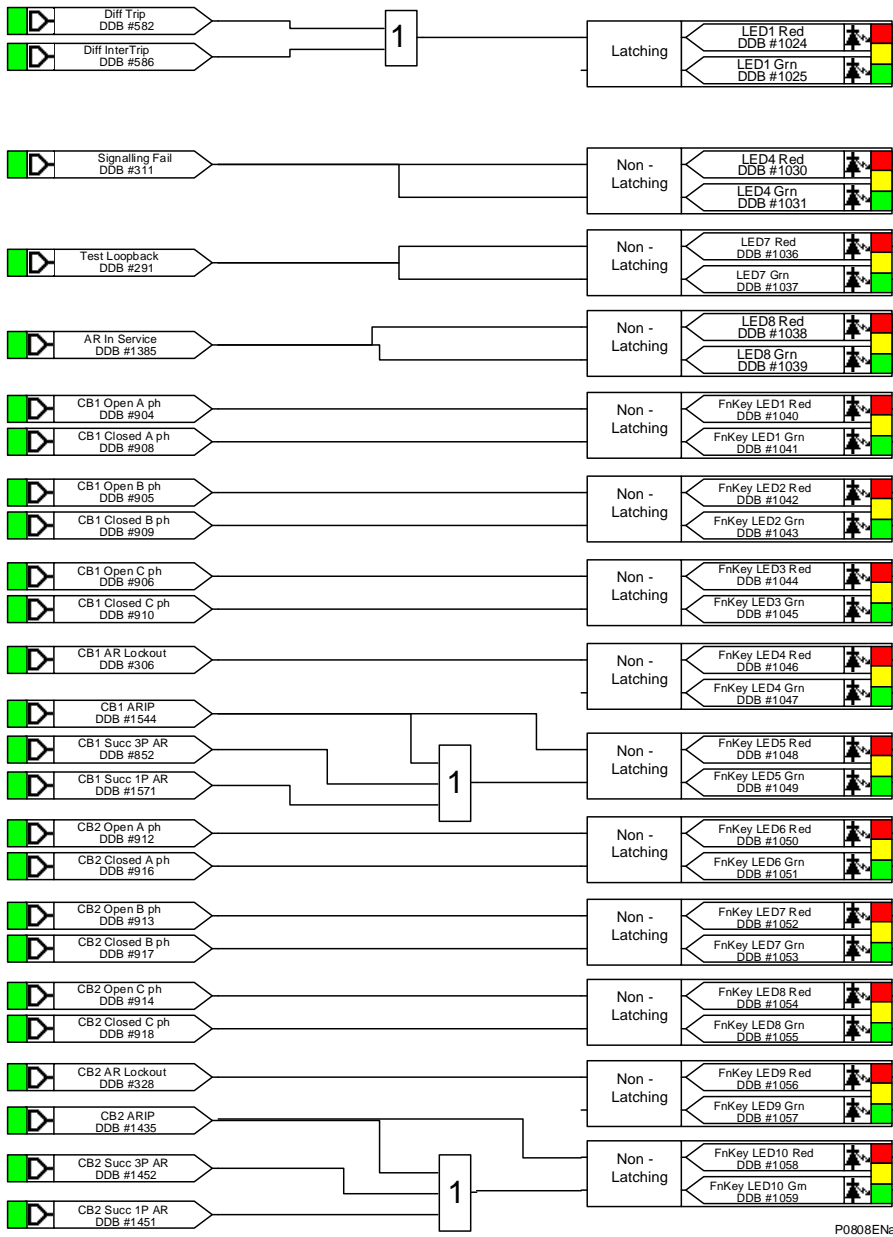 Diff Trip
DDB #582
Diff InterTrip
DDB #586
1
Latching
LED1 Red
DDB #1024
LED1 Grn
DDB #1025
Signalling Fail
DDB #311
Non -
Latching
LED4 Red
DDB #1030
LED4 Grn
DDB #1031
Test Loopback
DDB #291
Non -
Latching
LED7 Red
DDB #1036
LED7 Grn
DDB #1037
AR In Service
DDB #1385
Non -
Latching
LED8 Red
DDB #1038
LED8 Grn
DDB #1039
CB1 Open A ph
DDB #904
CB1 Closed A ph
DDB #908
Non -
Latching
FnKey LED1 Red
DDB #1040
FnKey LED1 Grn
DDB #1041
CB1 Open B ph
DDB #905
CB1 Closed B ph
DDB #909
Non -
Latching
FnKey LED2 Red
DDB #1042
FnKey LED2 Grn
DDB #1043
CB1 Open C ph
DDB #906
CB1 Closed C ph
DDB #910
Non -
Latching
FnKey LED3 Red
DDB #1044
FnKey LED3 Grn
DDB #1045
CB1 AR Lockout
DDB #306
Non -
Latching
FnKey LED4 Red
DDB #1046
FnKey LED4 Grn
DDB #1047
CB1 ARIP
DDB #1544
CB1 Succ 3P AR
DDB #852
CB1 Succ 1P AR
DDB #1571
1
Non -
Latching
FnKey LED5 Red
DDB #1048
FnKey LED5 Grn
DDB #1049
CB2 Open A ph
DDB #912
CB2 Closed A ph
DDB #916
Non -
Latching
FnKey LED6 Red
DDB #1050
FnKey LED6 Grn
DDB #1051
CB2 Open B ph
DDB #913
CB2 Closed B ph
DDB #917
Non -
Latching
FnKey LED7 Red
DDB #1052
FnKey LED7 Grn
DDB #1053
CB2 Open C ph
DDB #914
CB2 Closed C ph
DDB #918
Non -
Latching
FnKey LED8 Red
DDB #1054
FnKey LED8 Grn
DDB #1055
CB2 AR Lockout
DDB #328
Non -
Latching
FnKey LED9 Red
DDB #1056
FnKey LED9 Grn
DDB #1057
CB2 ARIP
DDB #1435
CB2 Succ 3P AR
DDB #1452
CB2 Succ 1P AR
DDB #1451
1
Non -
Latching
FnKey LED10 Red
DDB #1058
FnKey LED10 Grn
DDB #1059
P0808ENa